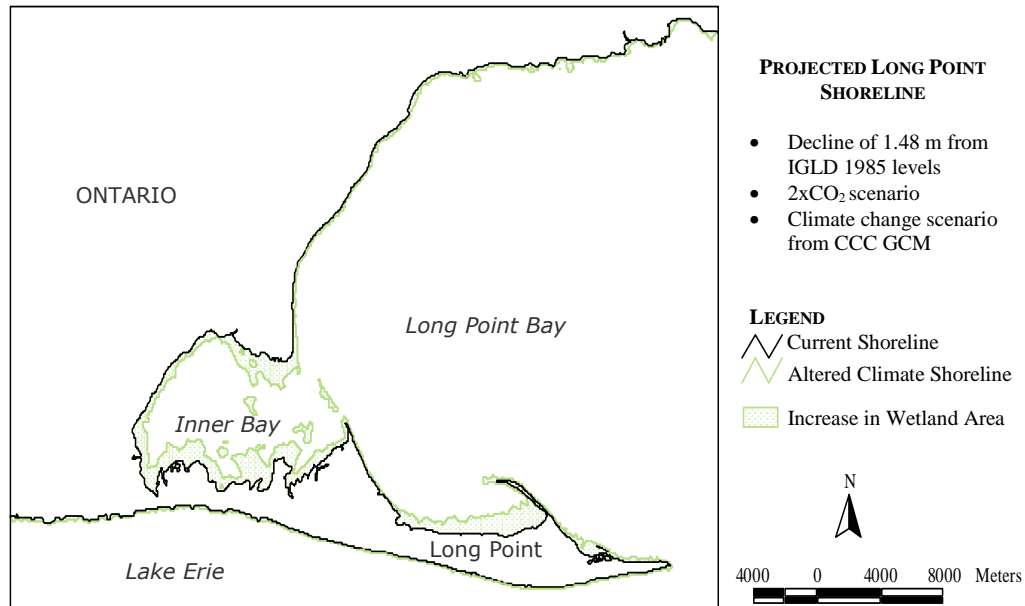 ONTARIO
Long Point Bay
Inner Bay
Long Point
Lake Erie
PROJECTED LONG POINT
SHORELINE
• Decline of 1.48 m from
IGLD 1985 levels
• 2xCO₂ scenario
• Climate change scenario
from CCC GCM
LEGEND
Current Shoreline
Altered Climate Shoreline
Increase in Wetland Area
N
4000 0 4000 8000 Meters